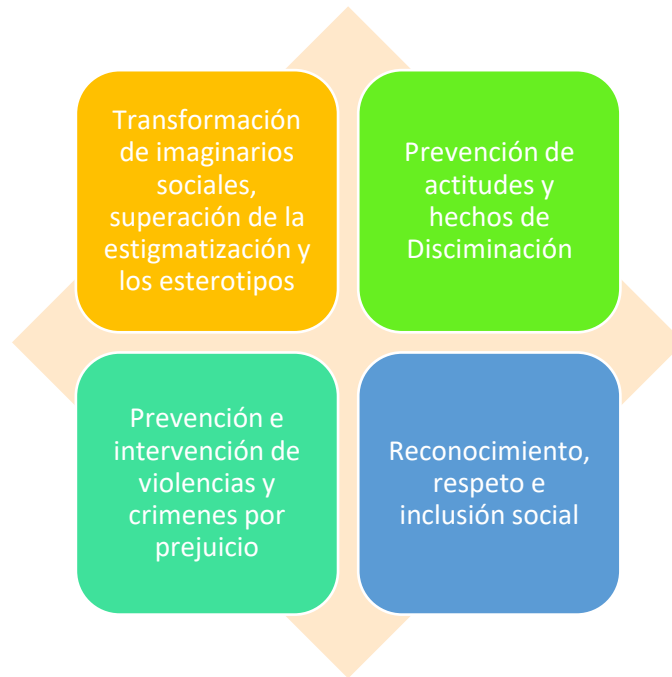 Transformación
de imaginarios
sociales,
superación de la
estigmatización y
los esterotipos
Prevención de
actitudes y
hechos de
Disciminación
Prevención e
intervención de
violencias y
crimenes por
prejuicio
Reconocimiento,
respeto e
inclusión social